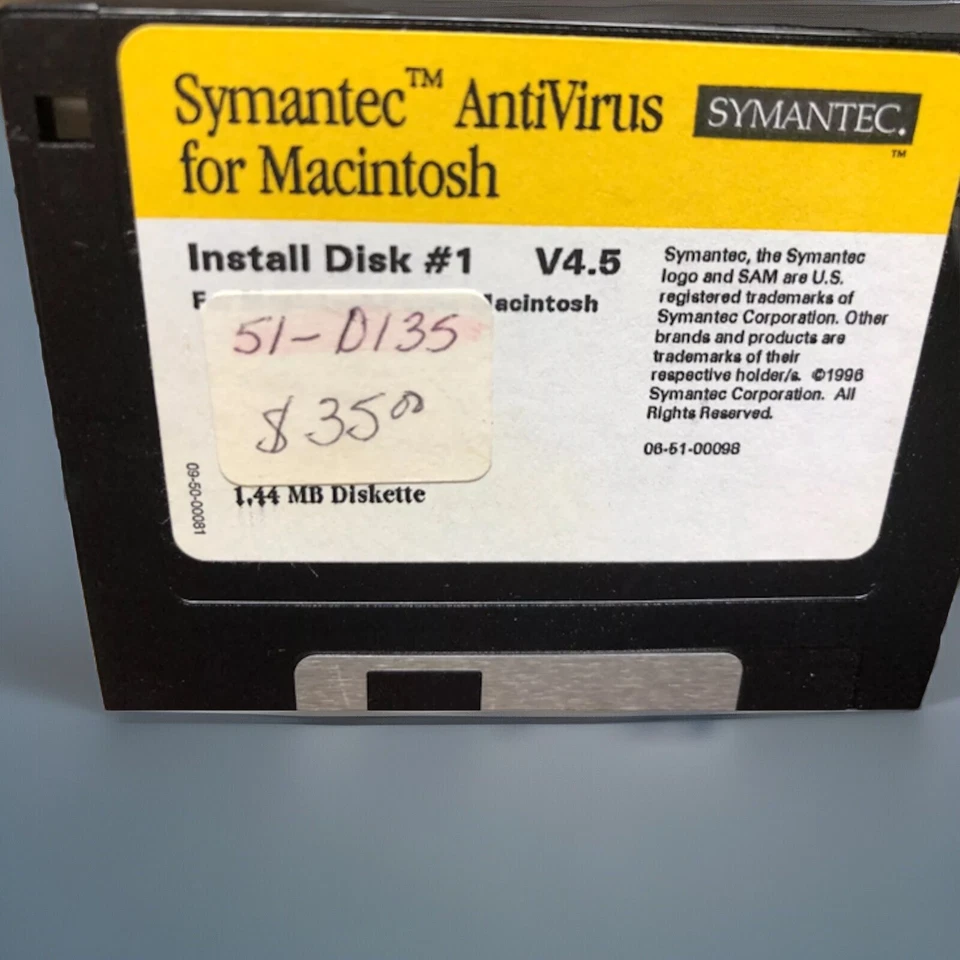 Symantec™ AntiVirus
for Macintosh
SYMANTEC.
™
Install Disk #1 V4.5
acintosh
51-D135
$35⁰⁰
1.44 MB Diskette
09-50-00081
Symantec, the Symantec
logo and SAM are U.S.
registered trademarks of
Symantec Corporation. Other
brands and products are
trademarks of their
respective holder/s. ©1996
Symantec Corporation. All
Rights Reserved.
06-51-00098